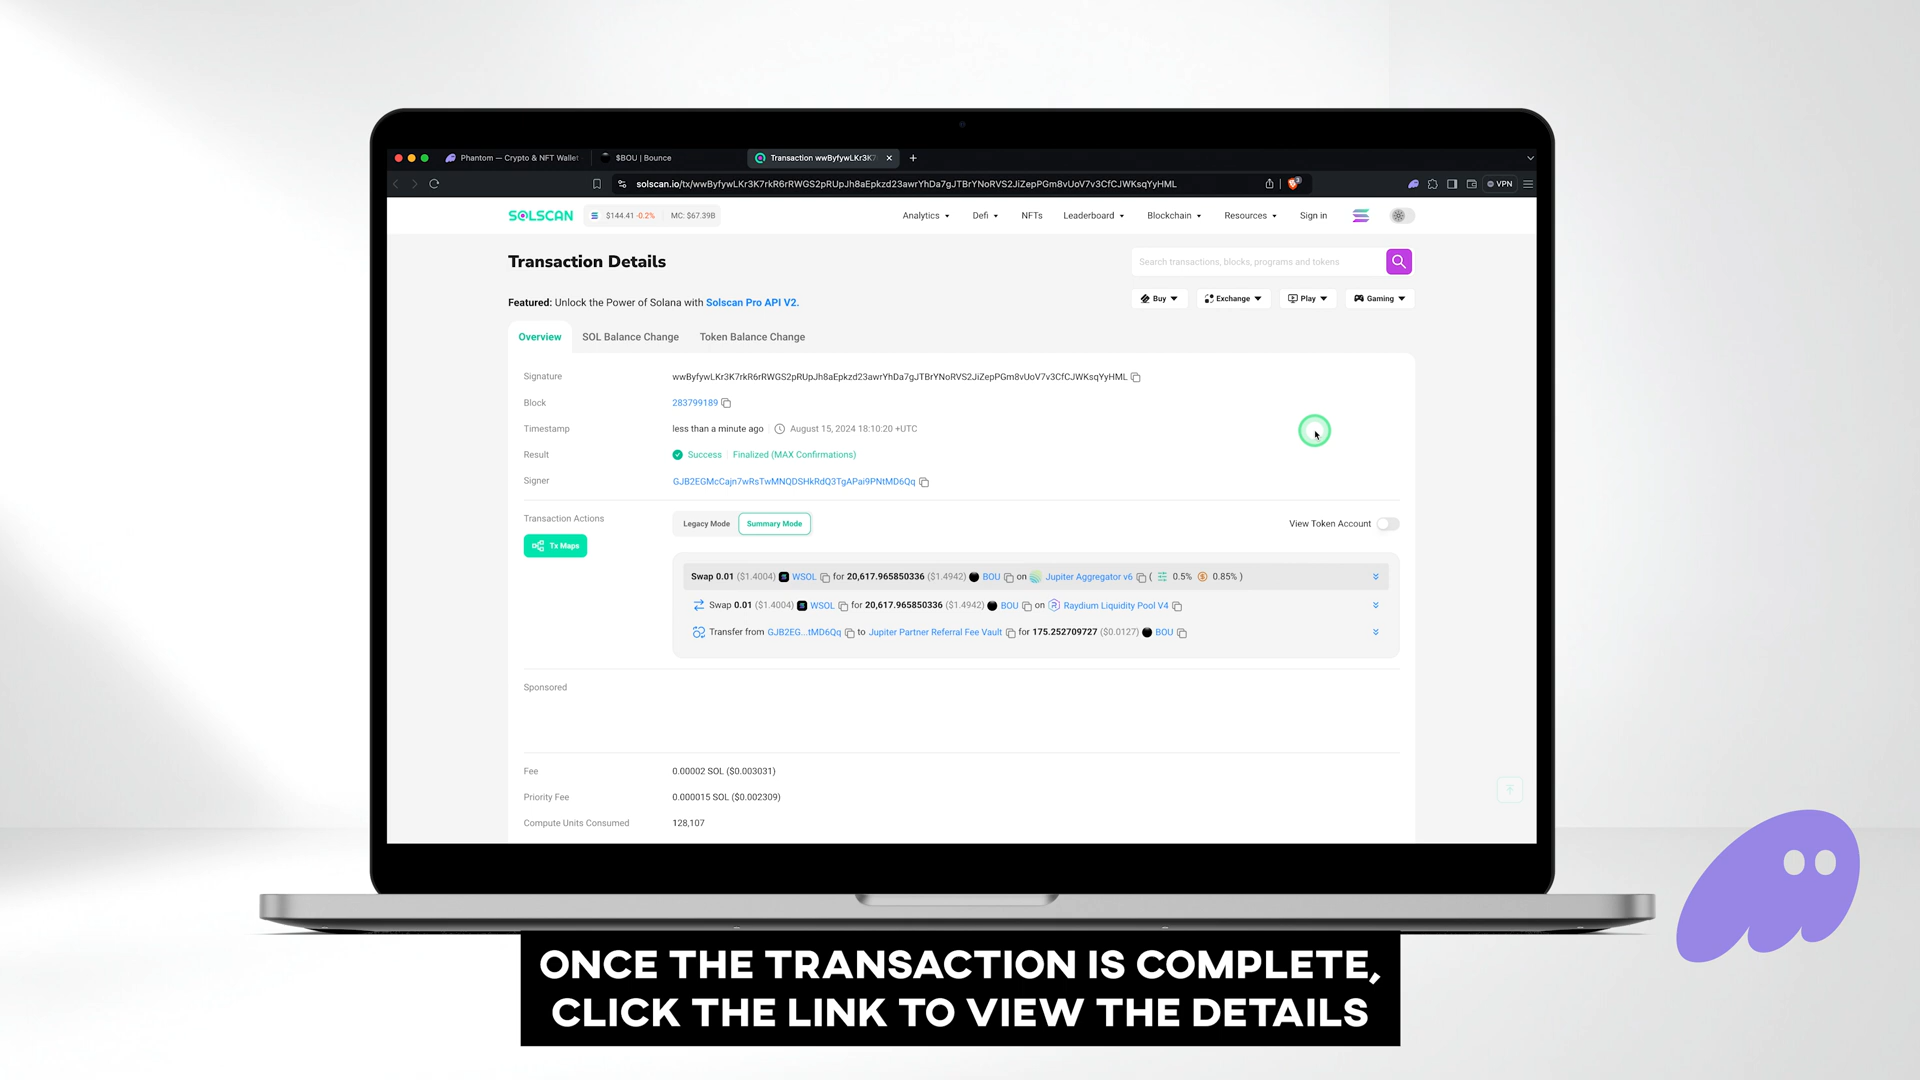 Phantom — Crypto & NFT Wallet
$BOU | Bounce
Transaction wwByfywLKr3K7
solscan.io/tx/wwByfywLKr3K7rkR6rRWGS2pRUpJh8aEpkzd23awrYhDa7gJTBrYNoRVS2JiZepPGm8vUoV7v3CfCJWKsqYyHML
VPN
SOLSCAN
$144.41 -0.2% MC: $67.39B
Analytics
Defi
NFTs
Leaderboard
Blockchain
Resources
Sign in
Transaction Details
Search transactions, blocks, programs and tokens
Featured: Unlock the Power of Solana with Solscan Pro API V2.
Buy
Exchange
Play
Gaming
Overview
SOL Balance Change
Token Balance Change
Signature wwByfywLKr3K7rkR6rRWGS2pRUpJh8aEpkzd23awrYhDa7gJTBrYNoRVS2JiZepPGm8vUoV7v3CfCJWKsqYyHML
Block 283799189
Timestamp less than a minute ago August 15, 2024 18:10:20 +UTC
Result Success Finalized (MAX Confirmations)
Signer GJB2EGMcCajn7wRsTwMNQDSHkRdQ3TgAPai9PNtMD6Qq
Transaction Actions
Legacy Mode
Summary Mode
View Token Account
Tx Maps
Swap 0.01 ($1.4004) WSOL for 20,617.965850336 ($1.4942) BOU on Jupiter Aggregator v6 ( 0.5% 0.85% )
Swap 0.01 ($1.4004) WSOL for 20,617.965850336 ($1.4942) BOU on Raydium Liquidity Pool V4
Transfer from GJB2EG...tMD6Qq to Jupiter Partner Referral Fee Vault for 175.252709727 ($0.0127) BOU
Sponsored
Fee 0.00002 SOL ($0.003031)
Priority Fee 0.000015 SOL ($0.002309)
Compute Units Consumed 128,107
ONCE THE TRANSACTION IS COMPLETE,
CLICK THE LINK TO VIEW THE DETAILS